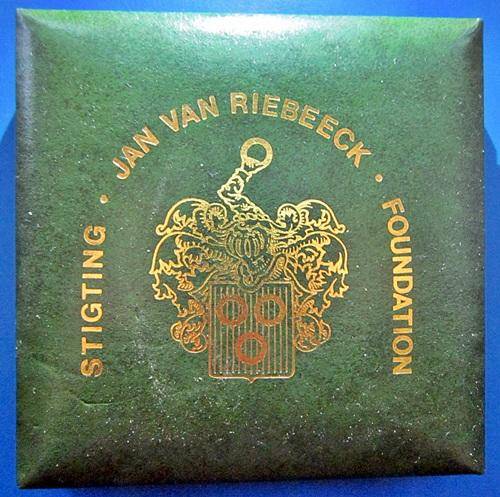 STIGTING · JAN VAN RIEBEECK · FOUNDATION